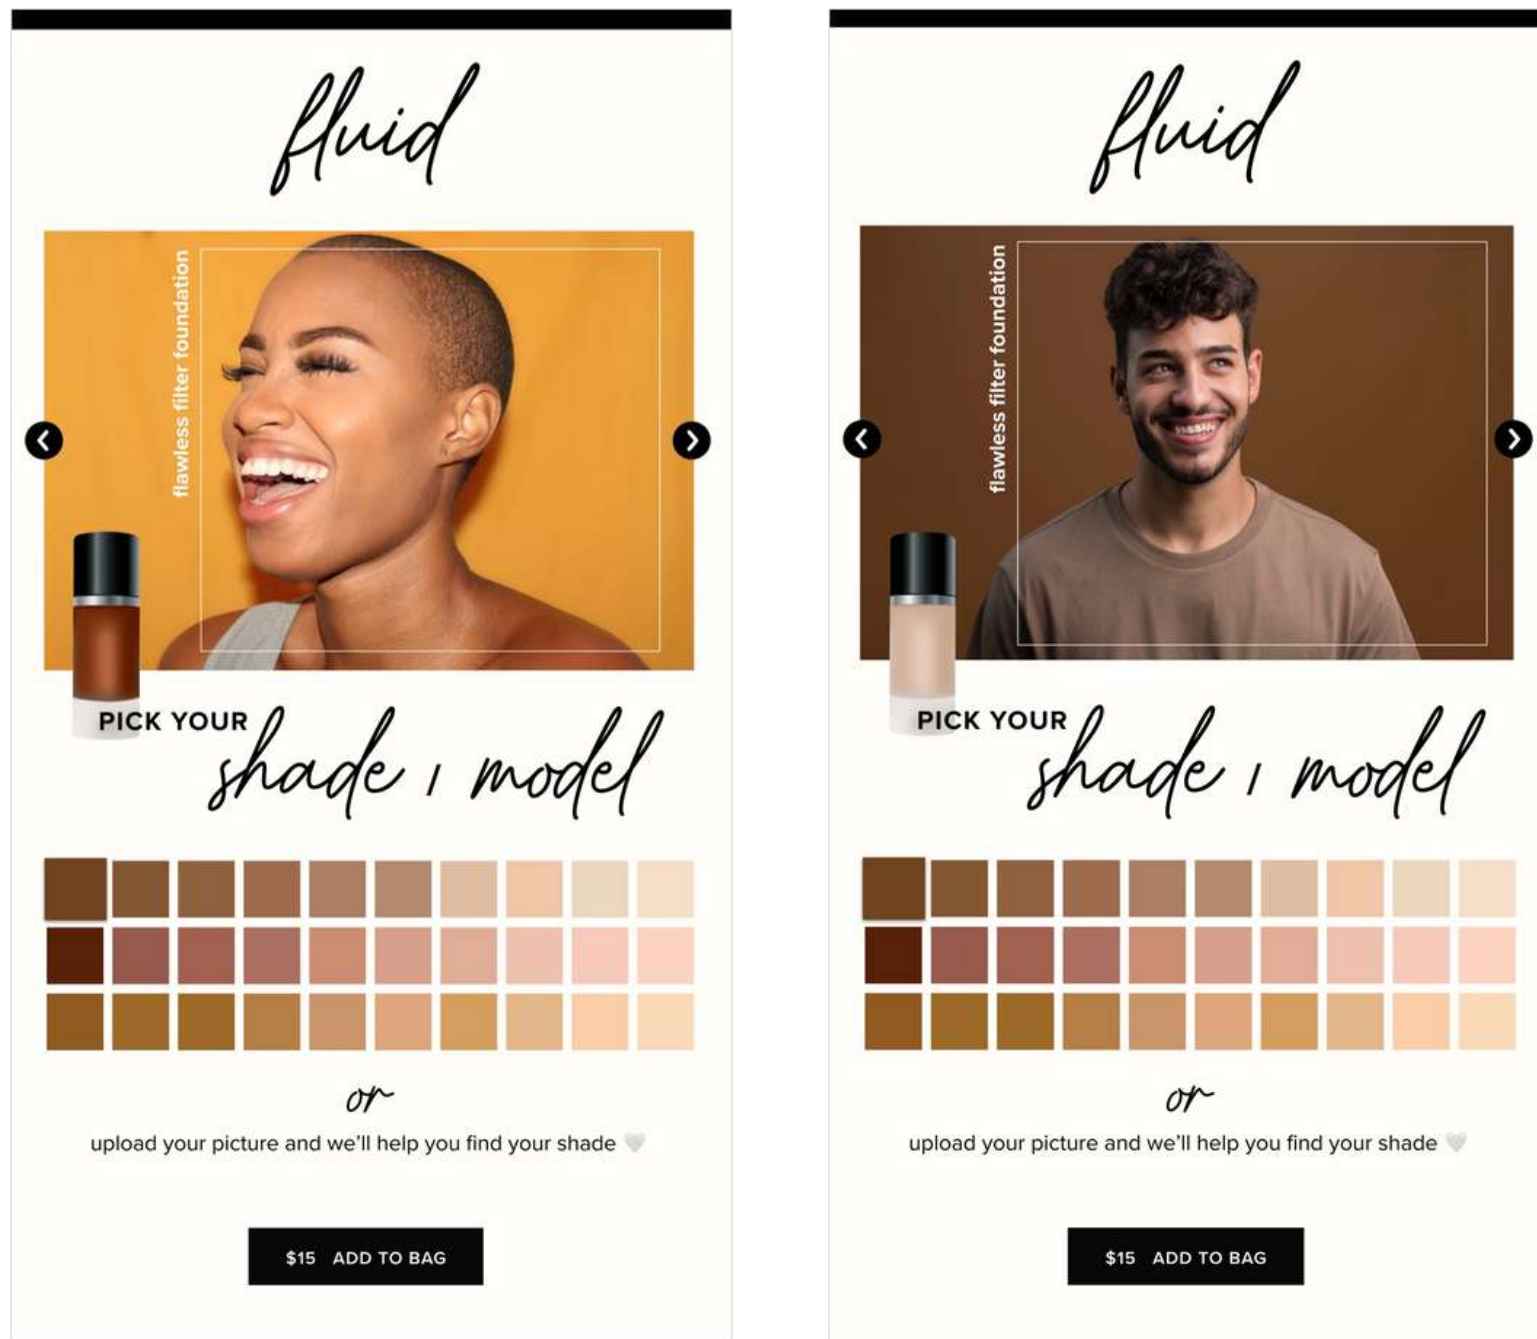 fluid
flawless filter foundation
PICK YOUR
shade / model
or
upload your picture and we'll help you find your shade 🤍
$15 ADD TO BAG
fluid
flawless filter foundation
PICK YOUR
shade / model
or
upload your picture and we'll help you find your shade 🤍
$15 ADD TO BAG